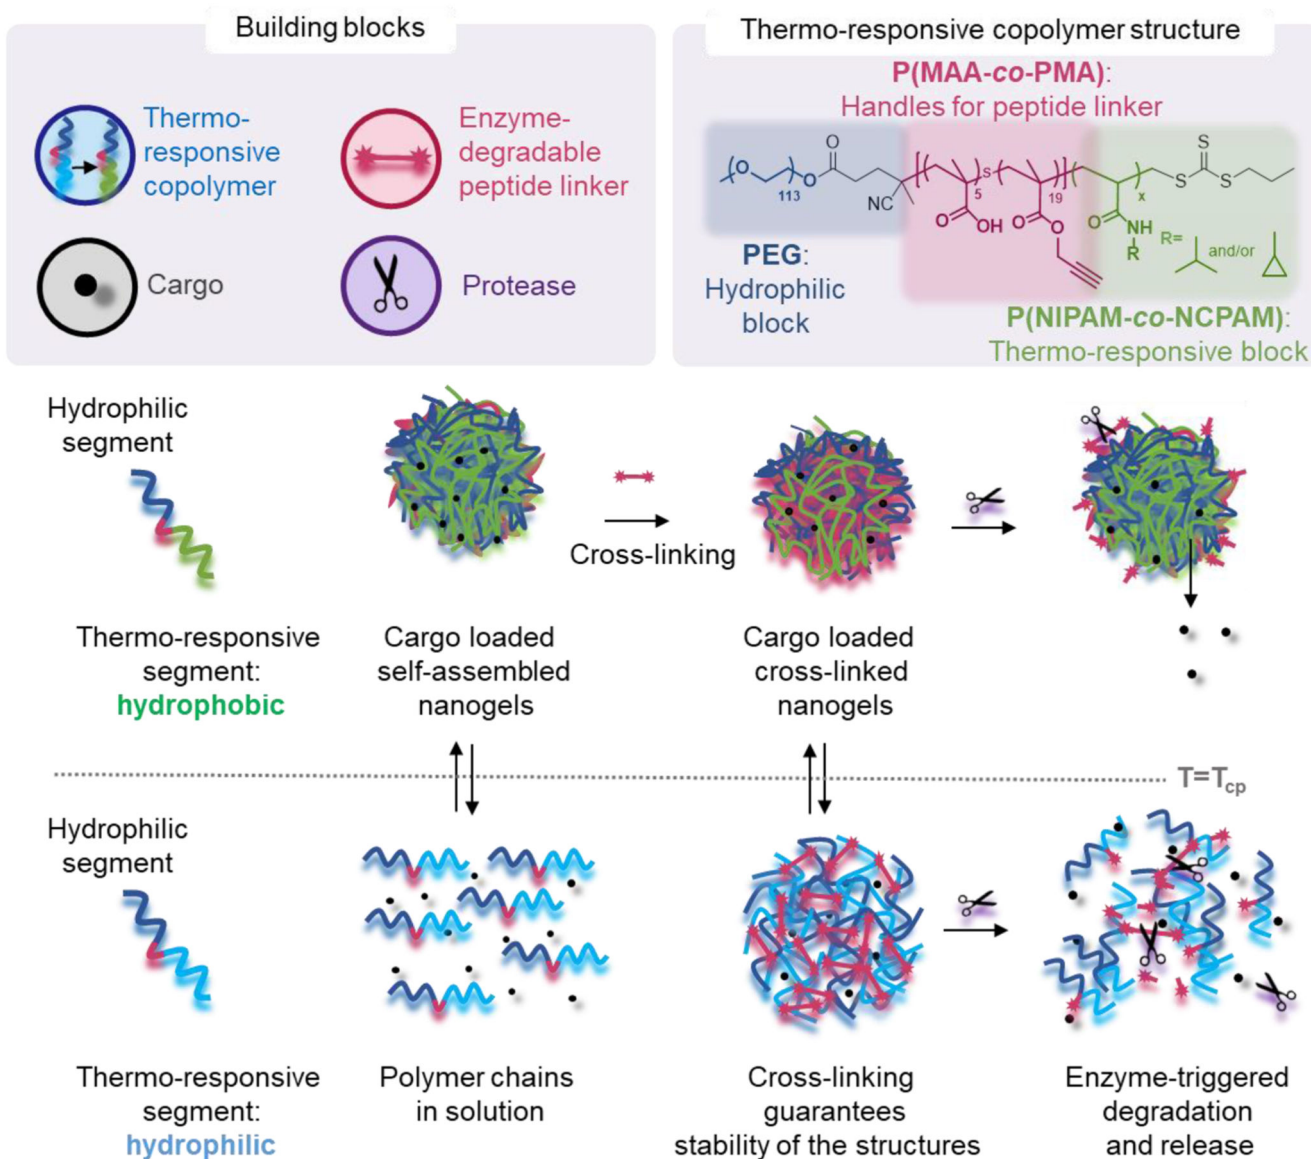 Building blocks
Thermo-
responsive
copolymer
Enzyme-
degradable
peptide linker
Cargo
Protease
Thermo-responsive copolymer structure
P(MAA-co-PMA):
Handles for peptide linker
O
O
113
O
NC
5
O
OH
s
19
O
O
x
O
NH
R
S
S
S
R=
and/or
PEG:
Hydrophilic
block
P(NIPAM-co-NCPAM):
Thermo-responsive block
Hydrophilic
segment
Thermo-responsive
segment:
hydrophobic
Cargo loaded
self-assembled
nanogels
Cross-linking
Cargo loaded
cross-linked
nanogels
T=Tcp
Hydrophilic
segment
Thermo-responsive
segment:
hydrophilic
Polymer chains
in solution
Cross-linking
guarantees
stability of the structures
Enzyme-triggered
degradation
and release